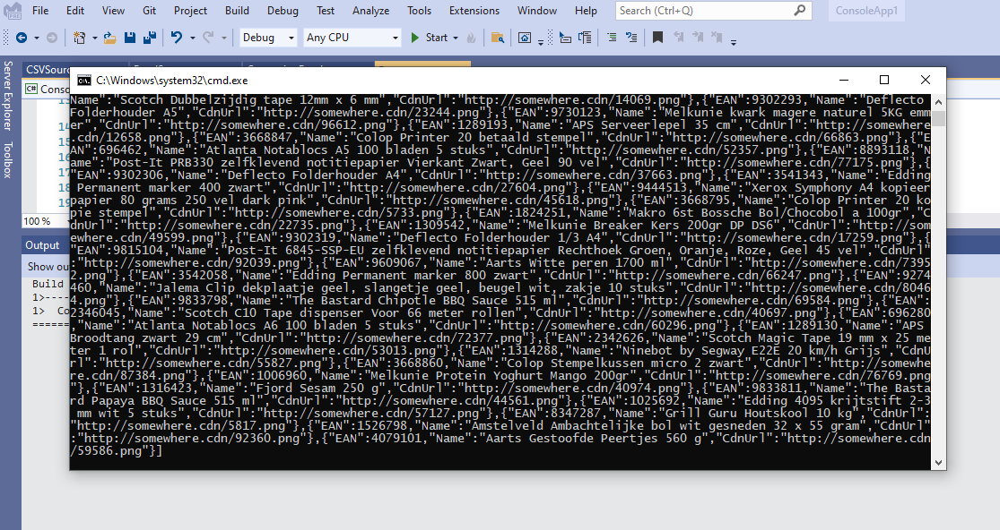 File Edit View Git Project Build Debug Test Analyze Tools Extensions Window Help Search (Ctrl+Q) ConsoleApp1
Debug Any CPU Start
Server Explorer
Toolbox
CSVSour
C# Conso
C:\Windows\system32\cmd.exe
Name":"Scotch Dubbelzijdig tape 12mm x 6 mm","CdnUrl":"http://somewhere.cdn/14069.png"},{"EAN":9302293,"Name":"Deflecto
Folderhouder A5","CdnUrl":"http://somewhere.cdn/23244.png"},{"EAN":9730123,"Name":"Melkunie kwark magere naturel 5KG emm
er","CdnUrl":"http://somewhere.cdn/96612.png"},{"EAN":1289193,"Name":"APS Serveerlepel 35 cm","CdnUrl":"http://somewhere
.cdn/12658.png"},{"EAN":3668847,"Name":"Colop Printer 20 betaald stempel","CdnUrl":"http://somewhere.cdn/66863.png"},{"E
AN":696462,"Name":"Atlanta Notablocs A5 100 bladen 5 stuks","CdnUrl":"http://somewhere.cdn/52357.png"},{"EAN":8893118,"N
ame":"Post-It PRB330 zelfklevend notitiepapier Vierkant Zwart, Geel 90 vel","CdnUrl":"http://somewhere.cdn/77175.png"},{
"EAN":9302306,"Name":"Deflecto Folderhouder A4","CdnUrl":"http://somewhere.cdn/37663.png"},{"EAN":3541343,"Name":"Edding
 Permanent marker 400 zwart","CdnUrl":"http://somewhere.cdn/27604.png"},{"EAN":9444513,"Name":"Xerox Symphony A4 kopieer
papier 80 grams 250 vel dark pink","CdnUrl":"http://somewhere.cdn/45618.png"},{"EAN":3668795,"Name":"Colop Printer 20 ko
pie stempel","CdnUrl":"http://somewhere.cdn/5733.png"},{"EAN":1824251,"Name":"Makro 6st Bossche Bol/Chocobol a 100gr","C
dnUrl":"http://somewhere.cdn/22735.png"},{"EAN":1309542,"Name":"Melkunie Breaker Kers 200gr DP DS6","CdnUrl":"http://som
ewhere.cdn/49599.png"},{"EAN":9302319,"Name":"Deflecto Folderhouder 1/3 A4","CdnUrl":"http://somewhere.cdn/17259.png"},{
"EAN":9815104,"Name":"Post-It 6845-SSP-EU zelfklevend notitiepapier Rechthoek Groen, Oranje, Roze, Geel 45 vel","CdnUrl"
:"http://somewhere.cdn/92039.png"},{"EAN":9609067,"Name":"Aarts Witte peren 1700 ml","CdnUrl":"http://somewhere.cdn/7395
2.png"},{"EAN":3542058,"Name":"Edding Permanent marker 800 zwart","CdnUrl":"http://somewhere.cdn/66247.png"},{"EAN":9274
460,"Name":"Jalema Clip dekplaatje geel, slangetje geel, beugel wit, zakje 10 stuks","CdnUrl":"http://somewhere.cdn/8046
4.png"},{"EAN":9833798,"Name":"The Bastard Chipotle BBQ Sauce 515 ml","CdnUrl":"http://somewhere.cdn/69584.png"},{"EAN":
2346045,"Name":"Scotch C10 Tape dispenser Voor 66 meter rollen","CdnUrl":"http://somewhere.cdn/40697.png"},{"EAN":696280
,"Name":"Atlanta Notablocs A6 100 bladen 5 stuks","CdnUrl":"http://somewhere.cdn/60296.png"},{"EAN":1289130,"Name":"APS
Broodtang zwart 29 cm","CdnUrl":"http://somewhere.cdn/72377.png"},{"EAN":2342626,"Name":"Scotch Magic Tape 19 mm x 25 me
ter 1 rol","CdnUrl":"http://somewhere.cdn/53013.png"},{"EAN":1314288,"Name":"Ninebot by Segway E22E 20 km/h Grijs","CdnU
rl":"http://somewhere.cdn/55827.png"},{"EAN":3668860,"Name":"Colop Stempelkussen micro 2 zwart","CdnUrl":"http://somewhe
re.cdn/87384.png"},{"EAN":1006960,"Name":"Melkunie Protein Yoghurt Mango 200gr","CdnUrl":"http://somewhere.cdn/76769.png
"},{"EAN":1316423,"Name":"Fjord Sesam 250 g","CdnUrl":"http://somewhere.cdn/40974.png"},{"EAN":9833811,"Name":"The Basta
rd Papaya BBQ Sauce 515 ml","CdnUrl":"http://somewhere.cdn/44561.png"},{"EAN":1025692,"Name":"Edding 4095 krijtstift 2-3
 mm wit 5 stuks","CdnUrl":"http://somewhere.cdn/57127.png"},{"EAN":8347287,"Name":"Grill Guru Houtskool 10 kg","CdnUrl":
"http://somewhere.cdn/5817.png"},{"EAN":1526798,"Name":"Amstelveld Ambachtelijke bol wit gesneden 32 x 55 gram","CdnUrl"
:"http://somewhere.cdn/92360.png"},{"EAN":4079101,"Name":"Aarts Gestoofde Peertjes 560 g","CdnUrl":"http://somewhere.cdn
/59586.png"}]
14
15
16
17
18
19
100 %
Output
Show ou
Build
1>----
1>  Co
=====